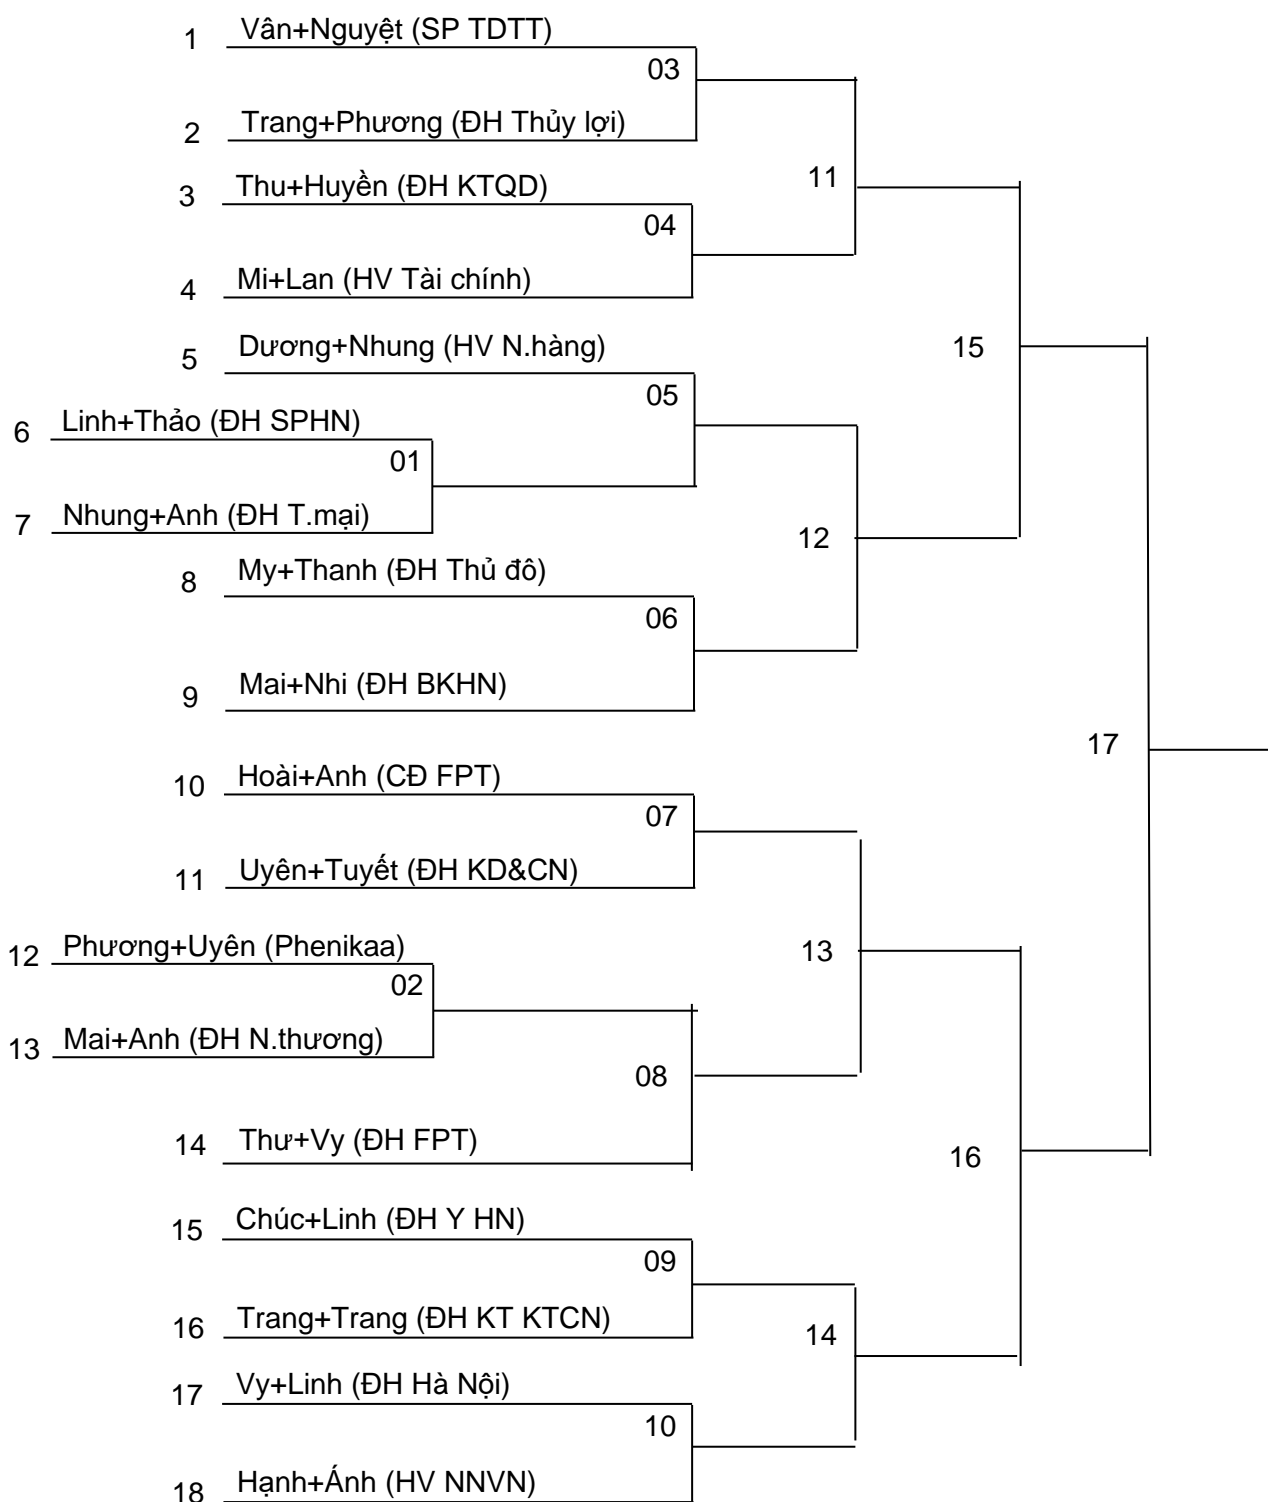 1 Vân+Nguyệt (SP TDTT)
03
2 Trang+Phương (ĐH Thủy lợi)
11
3 Thu+Huyền (ĐH KTQD)
04
4 Mi+Lan (HV Tài chính)
15
5 Dương+Nhung (HV N.hàng)
05
6 Linh+Thảo (ĐH SPHN)
01
7 Nhung+Anh (ĐH T.mại)
12
8 My+Thanh (ĐH Thủ đô)
06
9 Mai+Nhi (ĐH BKHN)
17
10 Hoài+Anh (CĐ FPT)
07
11 Uyên+Tuyết (ĐH KD&CN)
12 Phương+Uyên (Phenikaa)
13
02
13 Mai+Anh (ĐH N.thương)
08
14 Thư+Vy (ĐH FPT)
16
15 Chúc+Linh (ĐH Y HN)
09
16 Trang+Trang (ĐH KT KTCN)
14
17 Vy+Linh (ĐH Hà Nội)
10
18 Hạnh+Ánh (HV NNVN)